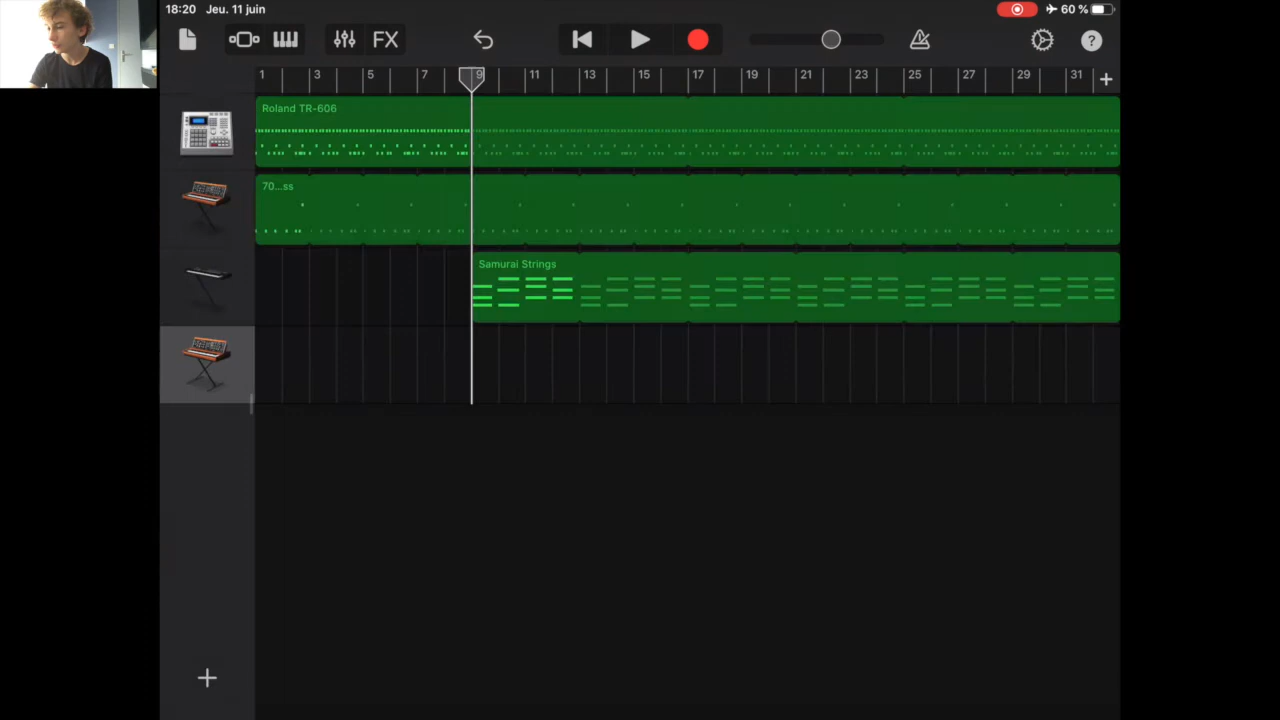 18:20 Jeu. 11 juin
60 %
FX
?
1 3 5 7 9 11 13 15 17 19 21 23 25 27 29 31
Roland TR-606
70...ss
Samurai Strings